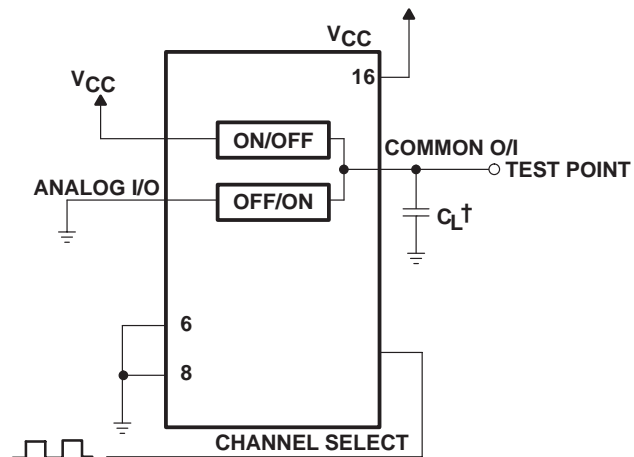 VCC
16
VCC
ON/OFF
COMMON O/I
TEST POINT
ANALOG I/O
OFF/ON
CL†
6
8
CHANNEL SELECT